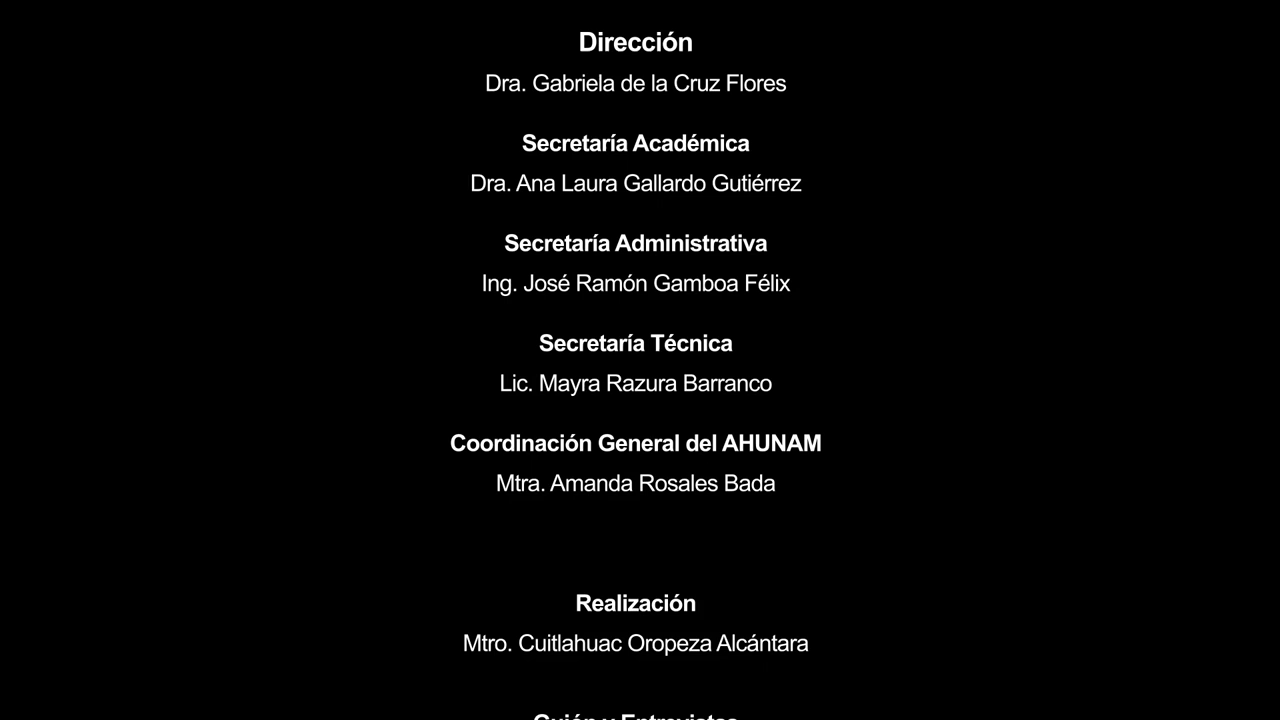 Dirección
Dra. Gabriela de la Cruz Flores
Secretaría Académica
Dra. Ana Laura Gallardo Gutiérrez
Secretaría Administrativa
Ing. José Ramón Gamboa Félix
Secretaría Técnica
Lic. Mayra Razura Barranco
Coordinación General del AHUNAM
Mtra. Amanda Rosales Bada
Realización
Mtro. Cuitlahuac Oropeza Alcántara
Guión y Entrevistas